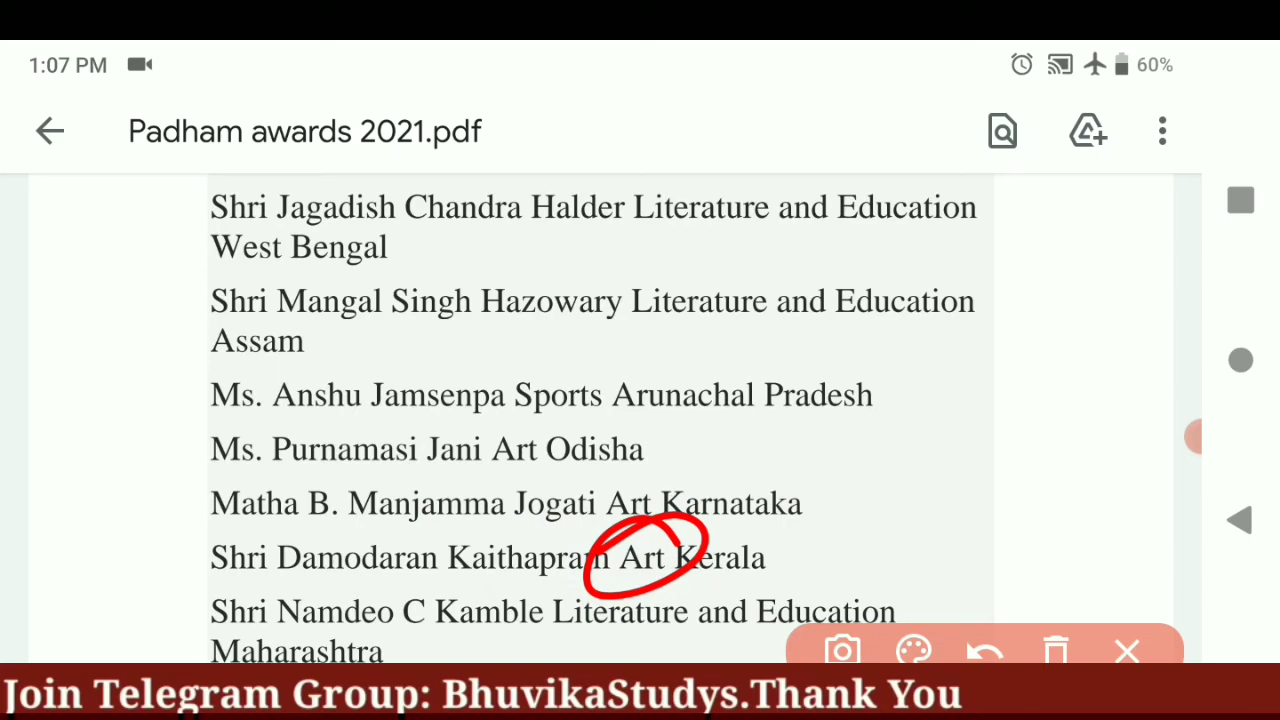 1:07 PM 60%
Padham awards 2021.pdf
Shri Jagadish Chandra Halder Literature and Education
West Bengal
Shri Mangal Singh Hazowary Literature and Education
Assam
Ms. Anshu Jamsenpa Sports Arunachal Pradesh
Ms. Purnamasi Jani Art Odisha
Matha B. Manjamma Jogati Art Karnataka
Shri Damodaran Kaithapram Art Kerala
Shri Namdeo C Kamble Literature and Education
Maharashtra
Join Telegram Group: BhuvikaStudys.Thank You